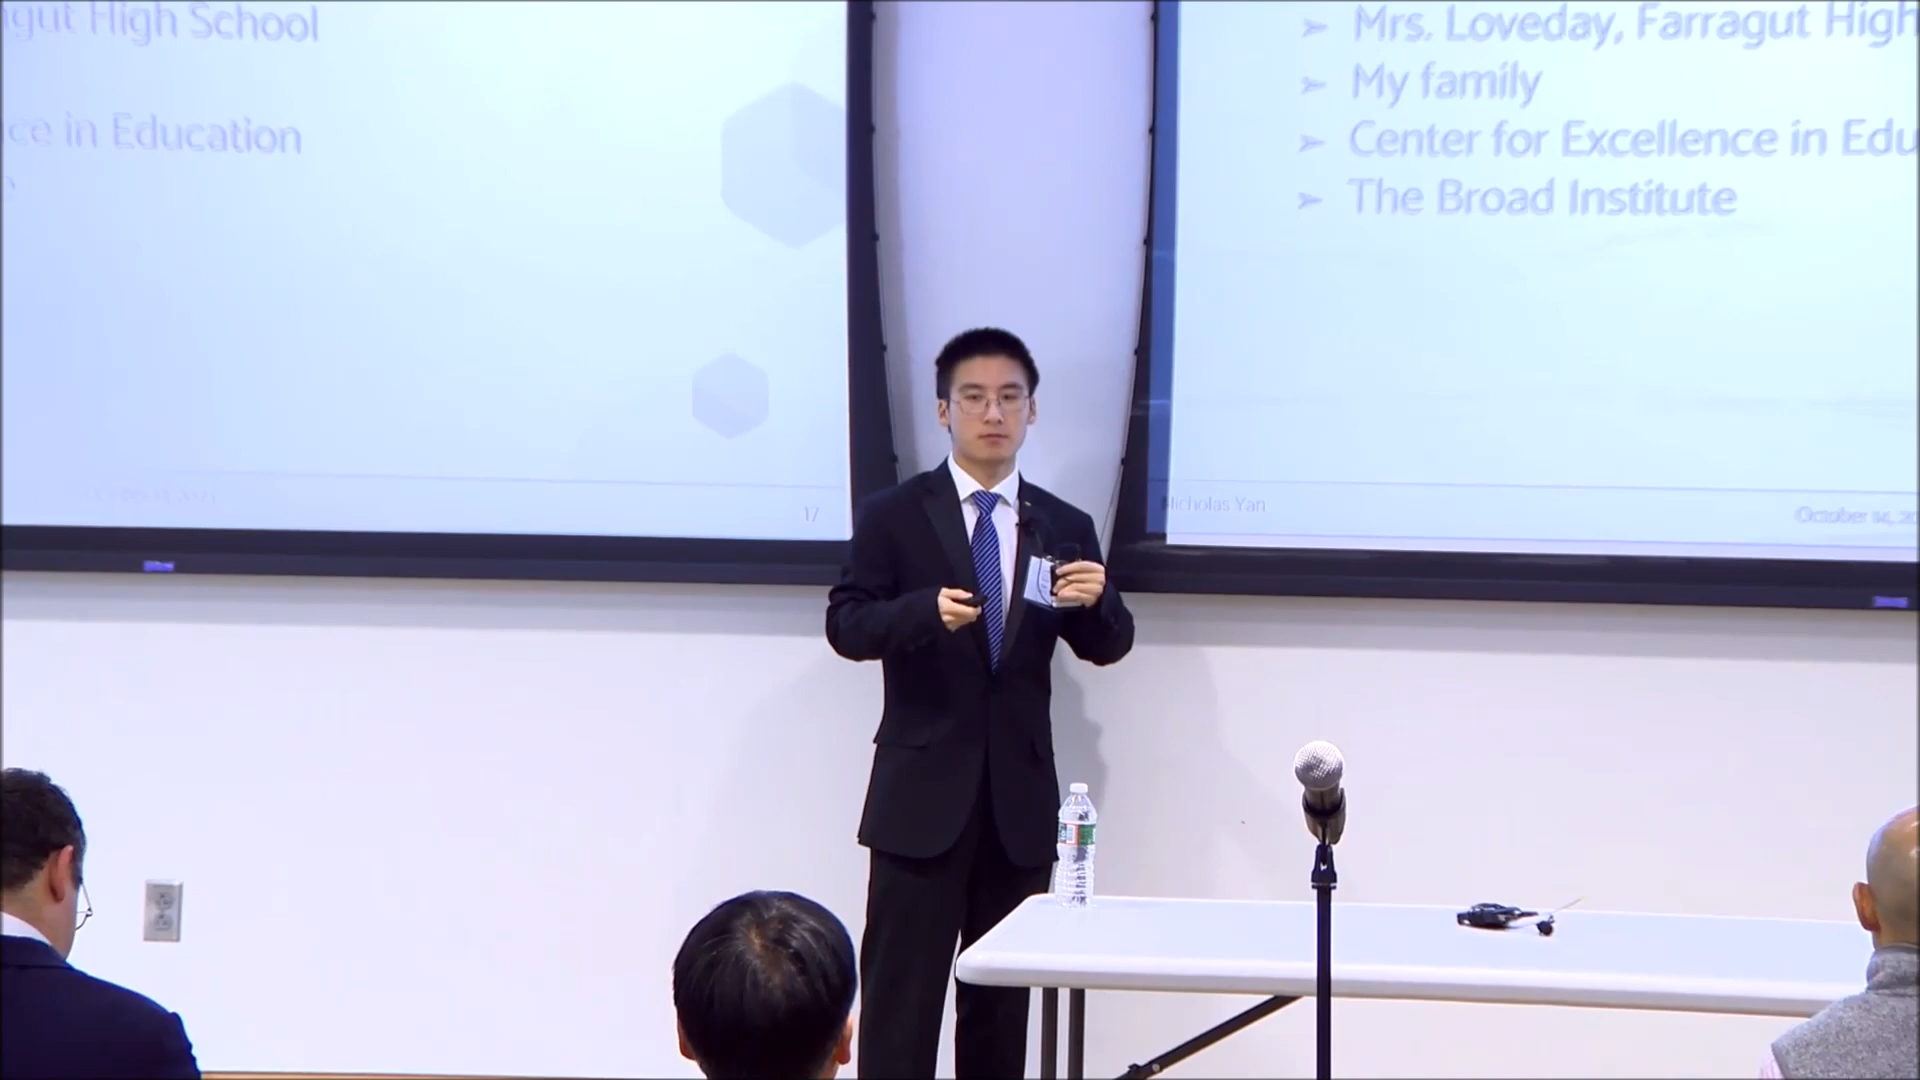 gut High School
ce in Education
17
Mrs. Loveday, Farragut High
My family
Center for Excellence in Edu
The Broad Institute
Nicholas Yan
October 14, 20